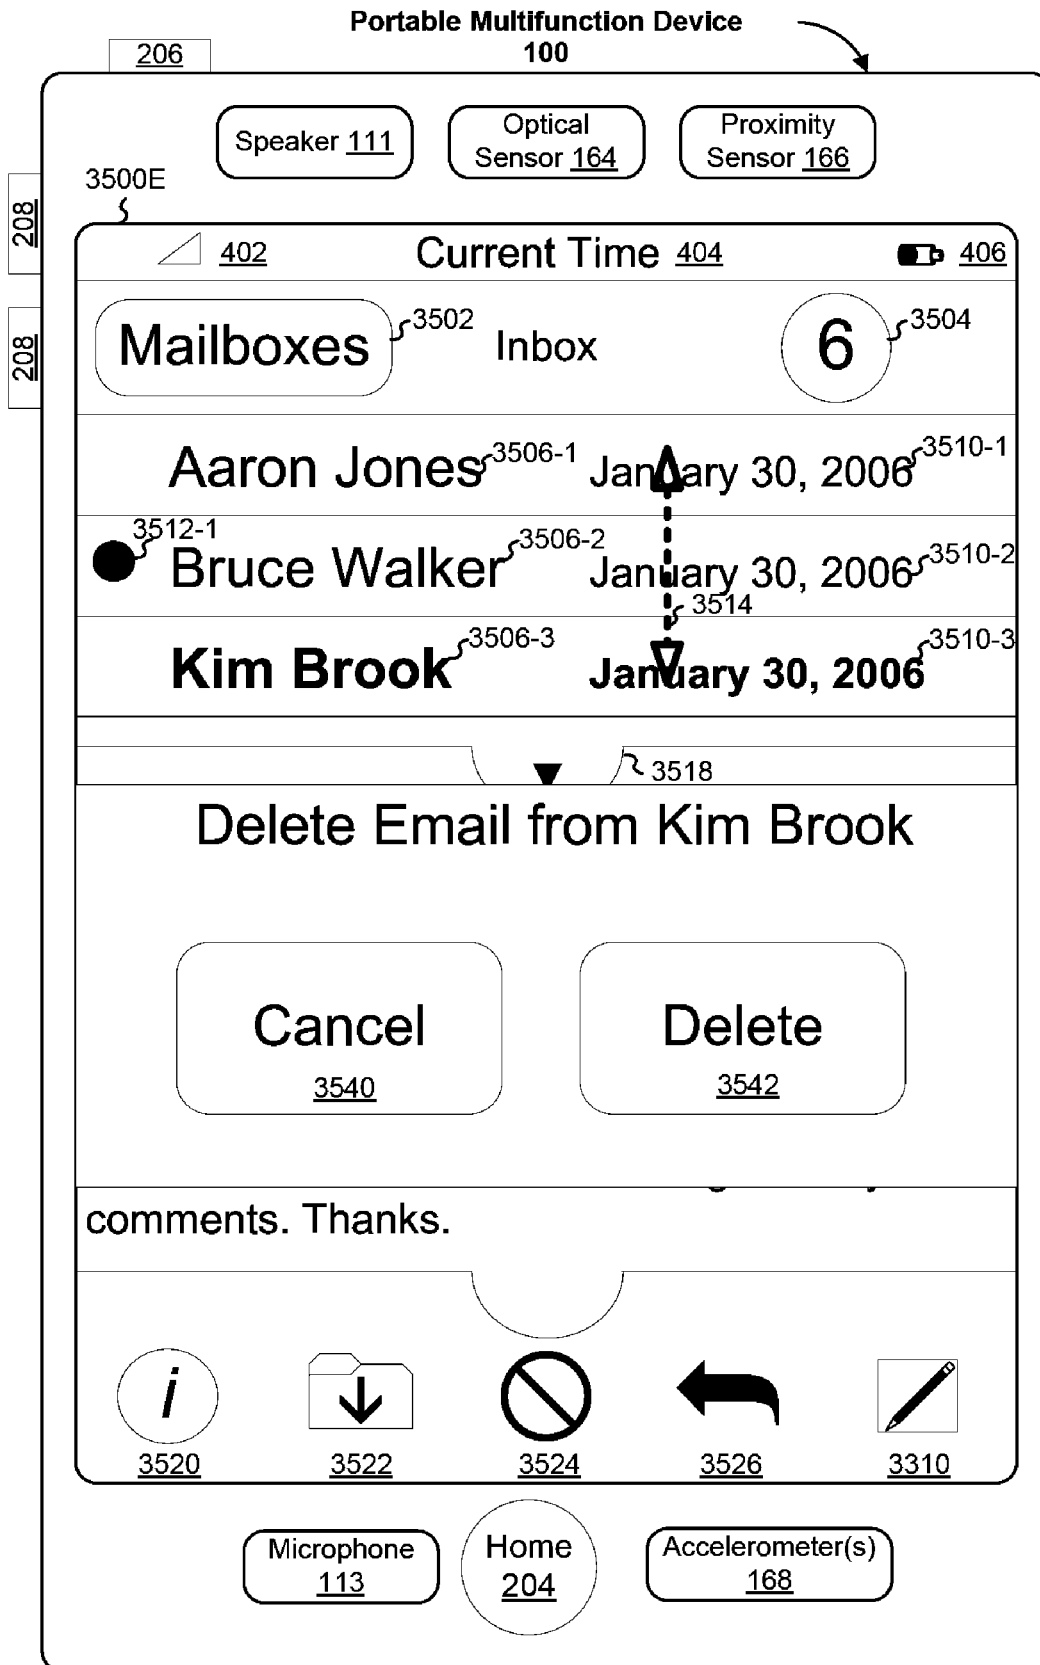 Portable Multifunction Device
100
206
Speaker 111
Optical
Sensor 164
Proximity
Sensor 166
3500E
208
208
402
Current Time 404
406
Mailboxes
3502
Inbox
6
3504
Aaron Jones
3506-1
January 30, 2006
3510-1
3512-1
Bruce Walker
3506-2
January 30, 2006
3510-2
3514
Kim Brook
3506-3
January 30, 2006
3510-3
3518
Delete Email from Kim Brook
Cancel
3540
Delete
3542
comments. Thanks.
i
3520
3522
3524
3526
3310
Microphone
113
Home
204
Accelerometer(s)
168